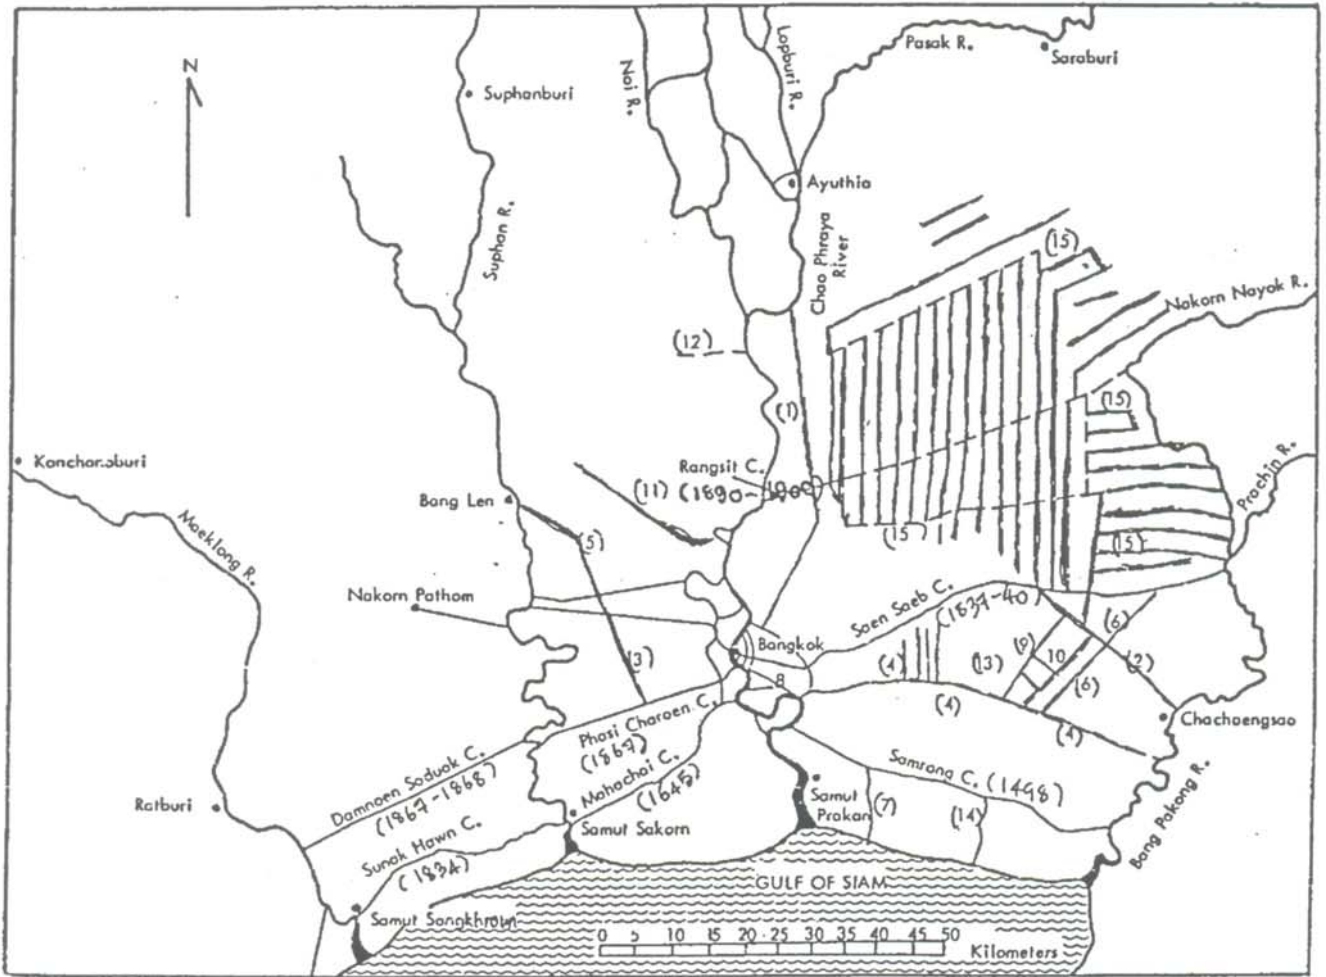 N
Suphanburi
Noi R.
Lopburi R.
Pasak R.
Saraburi
Ayuthia
Suphan R.
Chao Phraya
River
(15)
Nakorn Nayok R.
(12)
(1)
(15)
Kanchanaburi
Rangsit C.
(11) (1890-1900)
Bang Len
Prachin R.
Maeklong R.
(5)
(15)
(15)
Nakorn Pathom
Saen Saeb C.
(1837-40)
(6)
Bangkok
(3)
(4)
(13)
(9)
10
(2)
8
(6)
(4)
Chachoengsao
Phasi Charoen C.
(1867)
(4)
Damnoen Saduak C.
(1867-1868)
Mahachai C.
(1645)
Samrong C. (1498)
Ratburi
Samut
Prakan
(7)
(14)
Bang Pakong R.
Sunak Hawn C.
(1834)
Samut Sakorn
GULF OF SIAM
Samut Songkhram
0 5 10 15 20 25 30 35 40 45 50
Kilometers